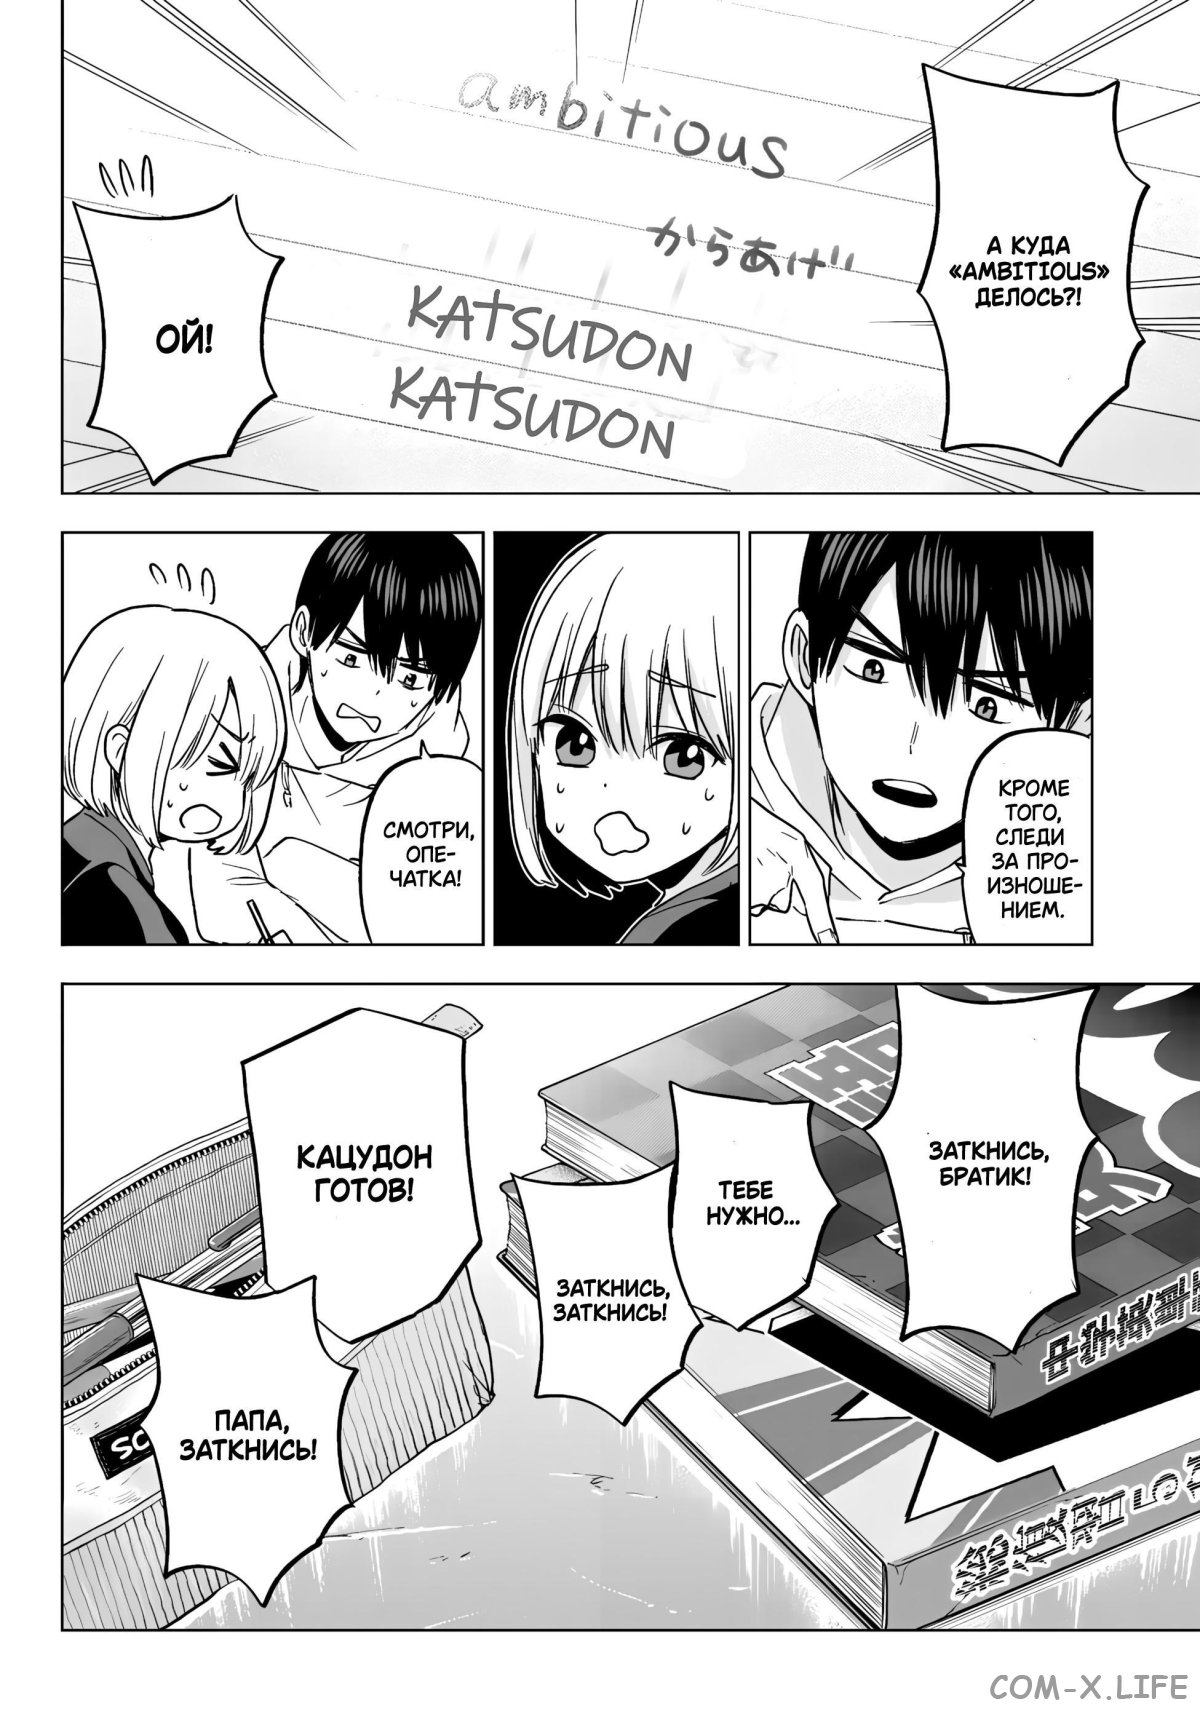 А КУДА
«AMBITIOUS»
ДЕЛОСЬ?!
ambitious
からあげ
KATSUDON
KATSUDON
ОЙ!
КРОМЕ
ТОГО,
СЛЕДИ
ЗА ПРО-
ИЗНОШЕ-
НИЕМ.
СМОТРИ,
ОПЕ-
ЧАТКА!
ЗАТКНИСЬ,
БРАТИК!
ТЕБЕ
НУЖНО...
ЗАТКНИСЬ,
ЗАТКНИСЬ!
КАЦУДОН
ГОТОВ!
ПАПА,
ЗАТКНИСЬ!
SC
COM-X.LIFE